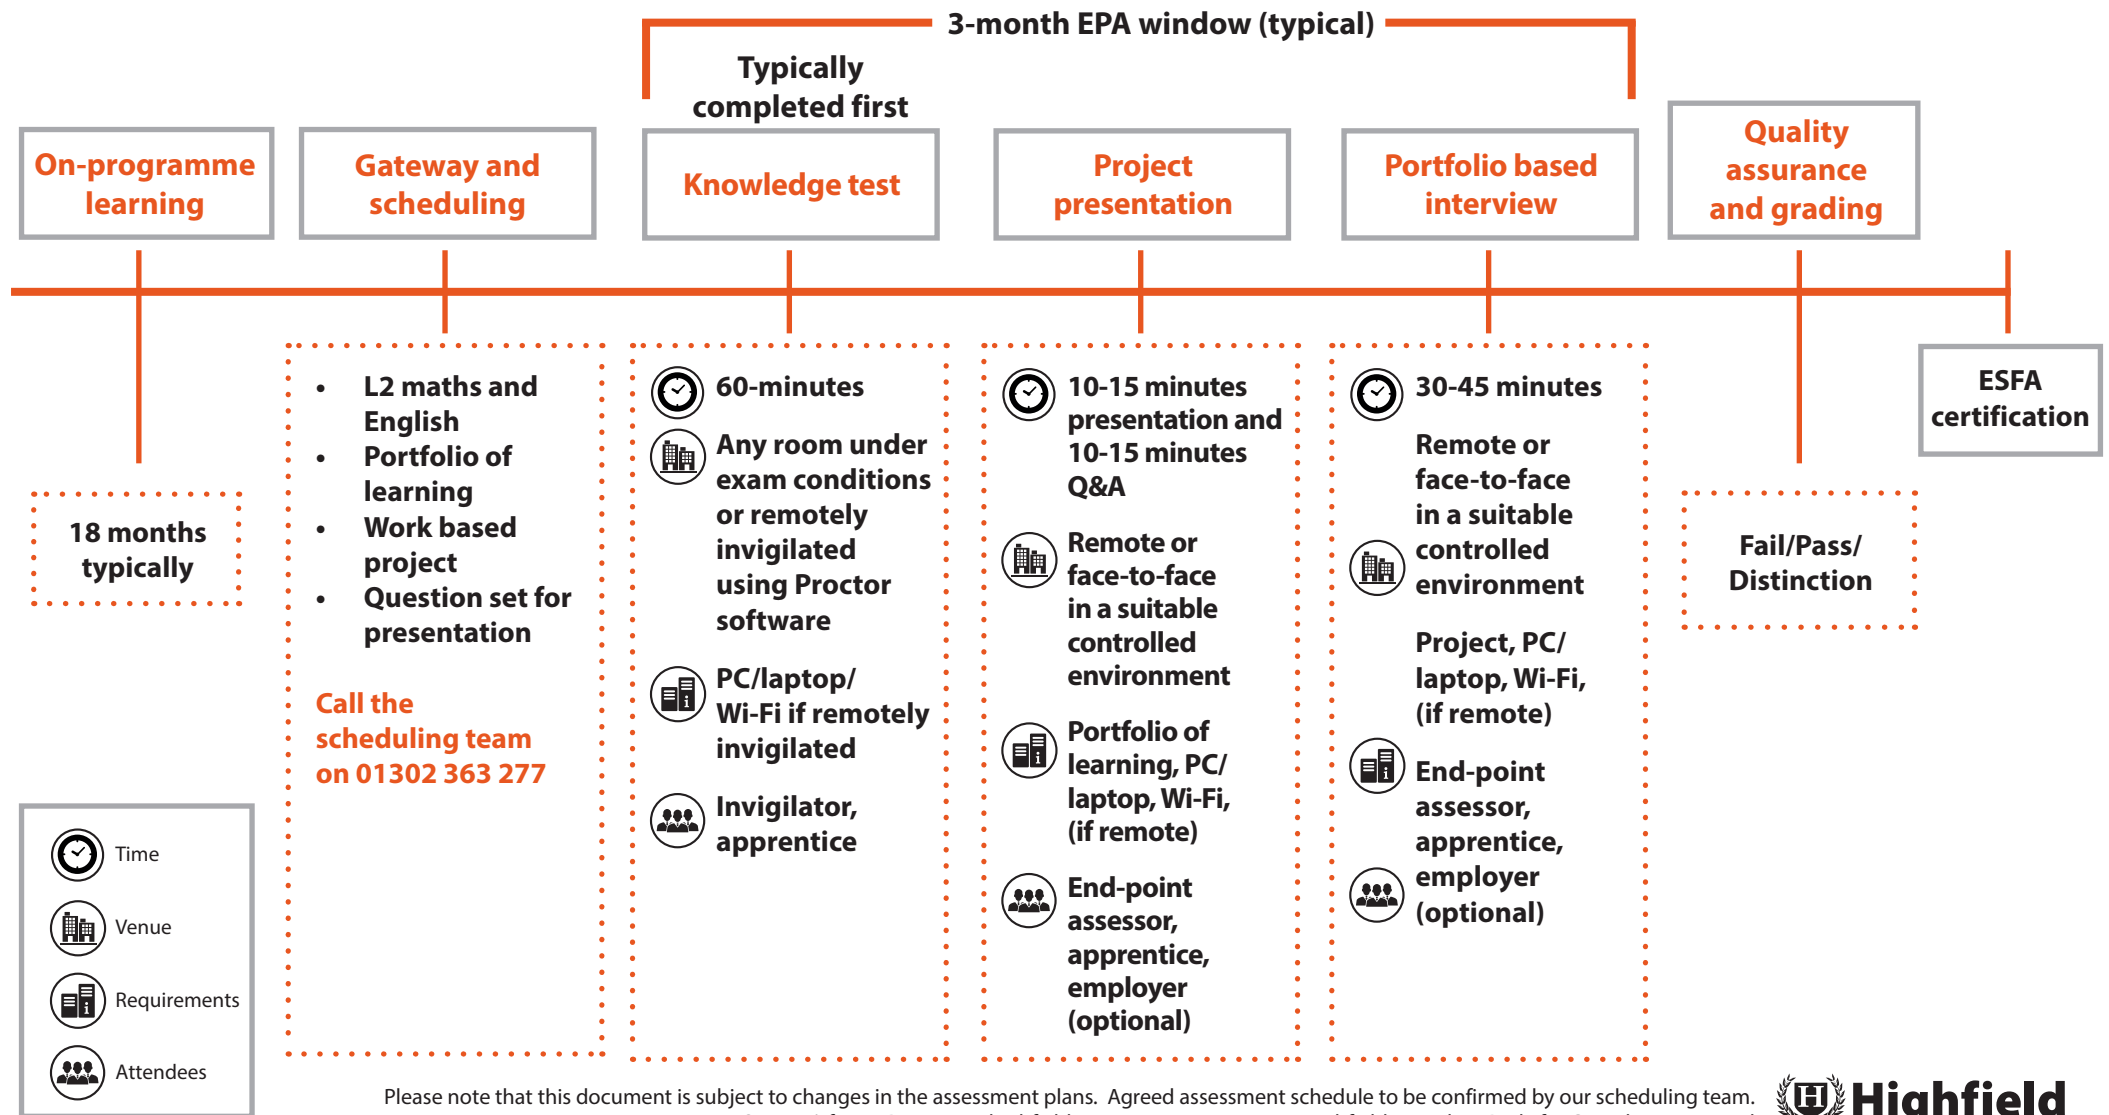 3-month EPA window (typical)
Typically
completed first
On-programme
learning
Gateway and
scheduling
Knowledge test
Project
presentation
Portfolio based
interview
Quality
assurance
and grading
18 months
typically
• L2 maths and
English
• Portfolio of
learning
• Work based
project
• Question set for
presentation
Call the
scheduling team
on 01302 363 277
60-minutes
Any room under
exam conditions
or remotely
invigilated
using Proctor
software
PC/laptop/
Wi-Fi if remotely
invigilated
Invigilator,
apprentice
10-15 minutes
presentation and
10-15 minutes
Q&A
Remote or
face-to-face
in a suitable
controlled
environment
Portfolio of
learning, PC/
laptop, Wi-Fi,
(if remote)
End-point
assessor,
apprentice,
employer
(optional)
30-45 minutes
Remote or
face-to-face
in a suitable
controlled
environment
Project, PC/
laptop, Wi-Fi,
(if remote)
End-point
assessor,
apprentice,
employer
(optional)
Fail/Pass/
Distinction
ESFA
certification
Time
Venue
Requirements
Attendees
Please note that this document is subject to changes in the assessment plans. Agreed assessment schedule to be confirmed by our scheduling team.
Highfield